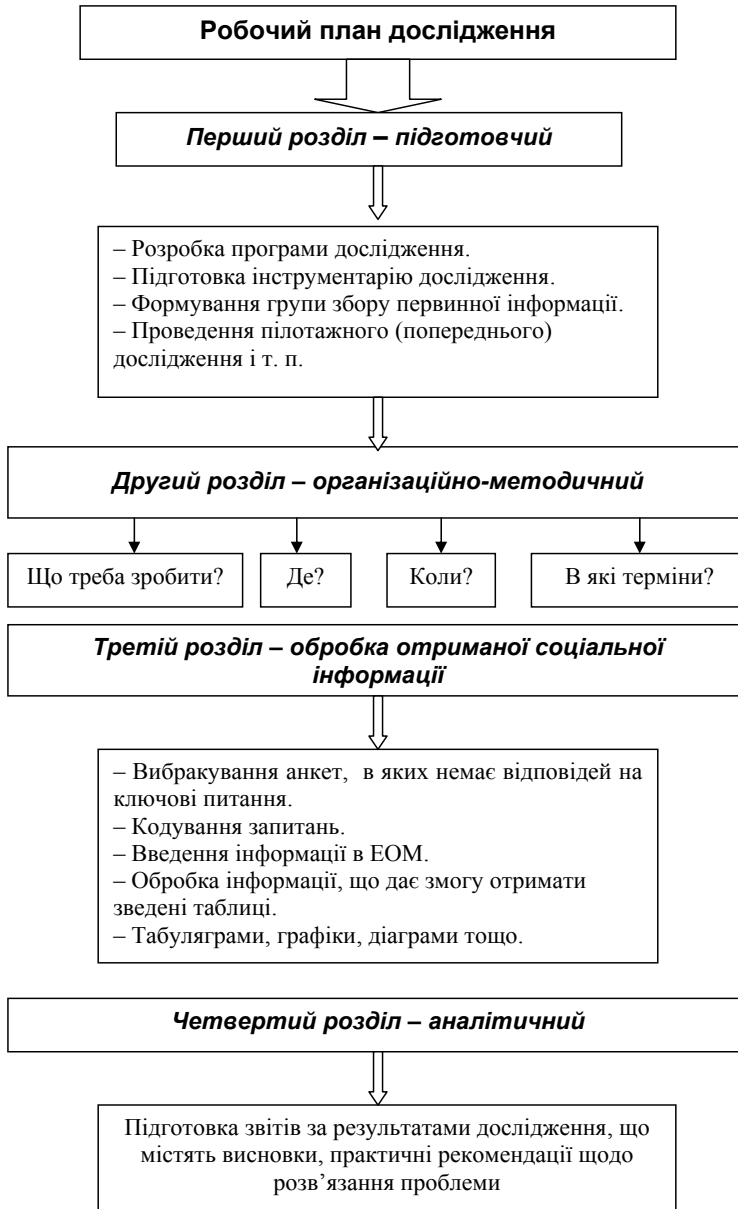 Робочий план дослідження
Перший розділ – підготовчий
– Розробка програми дослідження.
– Підготовка інструментарію дослідження.
– Формування групи збору первинної інформації.
– Проведення пілотажного (попереднього)
дослідження і т. п.
Другий розділ – організаційно-методичний
Що треба зробити?
Де?
Коли?
В які терміни?
Третій розділ – обробка отриманої соціальної
інформації
– Вибракування анкет, в яких немає відповідей на
ключові питання.
– Кодування запитань.
– Введення інформації в ЕОМ.
– Обробка інформації, що дає змогу отримати
зведені таблиці.
– Табуляграми, графіки, діаграми тощо.
Четвертий розділ – аналітичний
Підготовка звітів за результатами дослідження, що
містять висновки, практичні рекомендації щодо
розв’язання проблеми